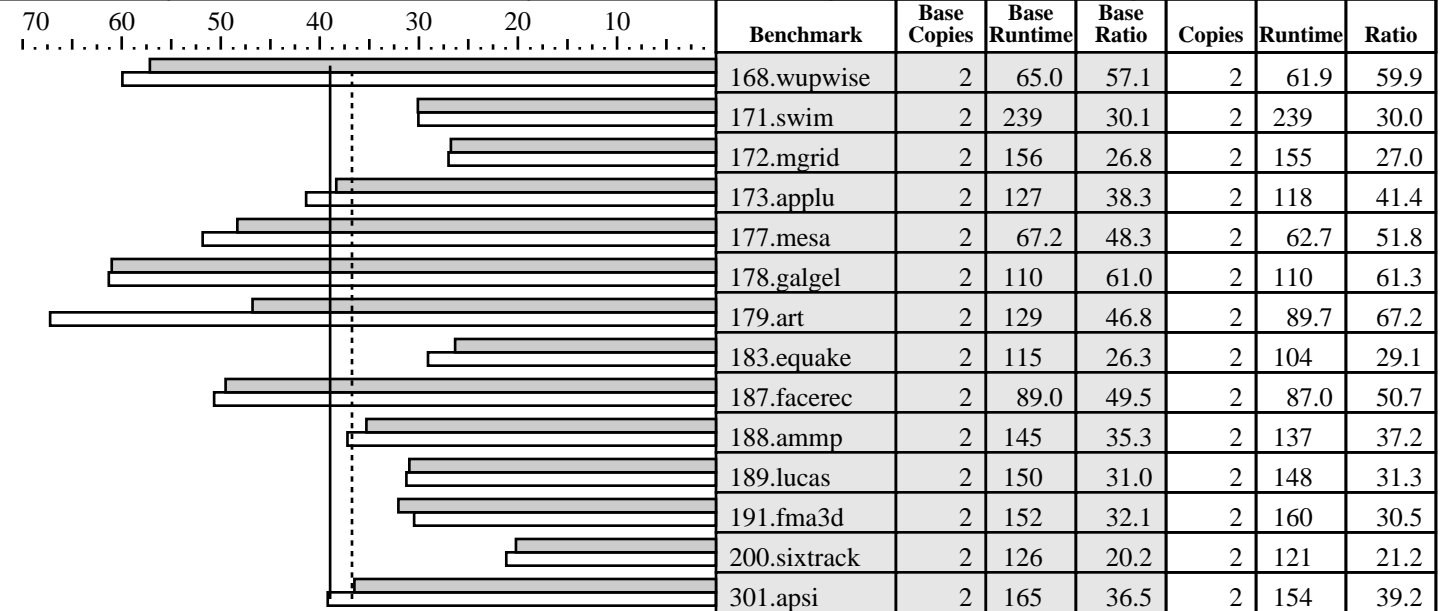 70 60 50 40 30 20 10
Benchmark Base Copies Base Runtime Base Ratio Copies Runtime Ratio
168.wupwise 2 65.0 57.1 2 61.9 59.9
171.swim 2 239 30.1 2 239 30.0
172.mgrid 2 156 26.8 2 155 27.0
173.applu 2 127 38.3 2 118 41.4
177.mesa 2 67.2 48.3 2 62.7 51.8
178.galgel 2 110 61.0 2 110 61.3
179.art 2 129 46.8 2 89.7 67.2
183.equake 2 115 26.3 2 104 29.1
187.facerec 2 89.0 49.5 2 87.0 50.7
188.ammp 2 145 35.3 2 137 37.2
189.lucas 2 150 31.0 2 148 31.3
191.fma3d 2 152 32.1 2 160 30.5
200.sixtrack 2 126 20.2 2 121 21.2
301.apsi 2 165 36.5 2 154 39.2